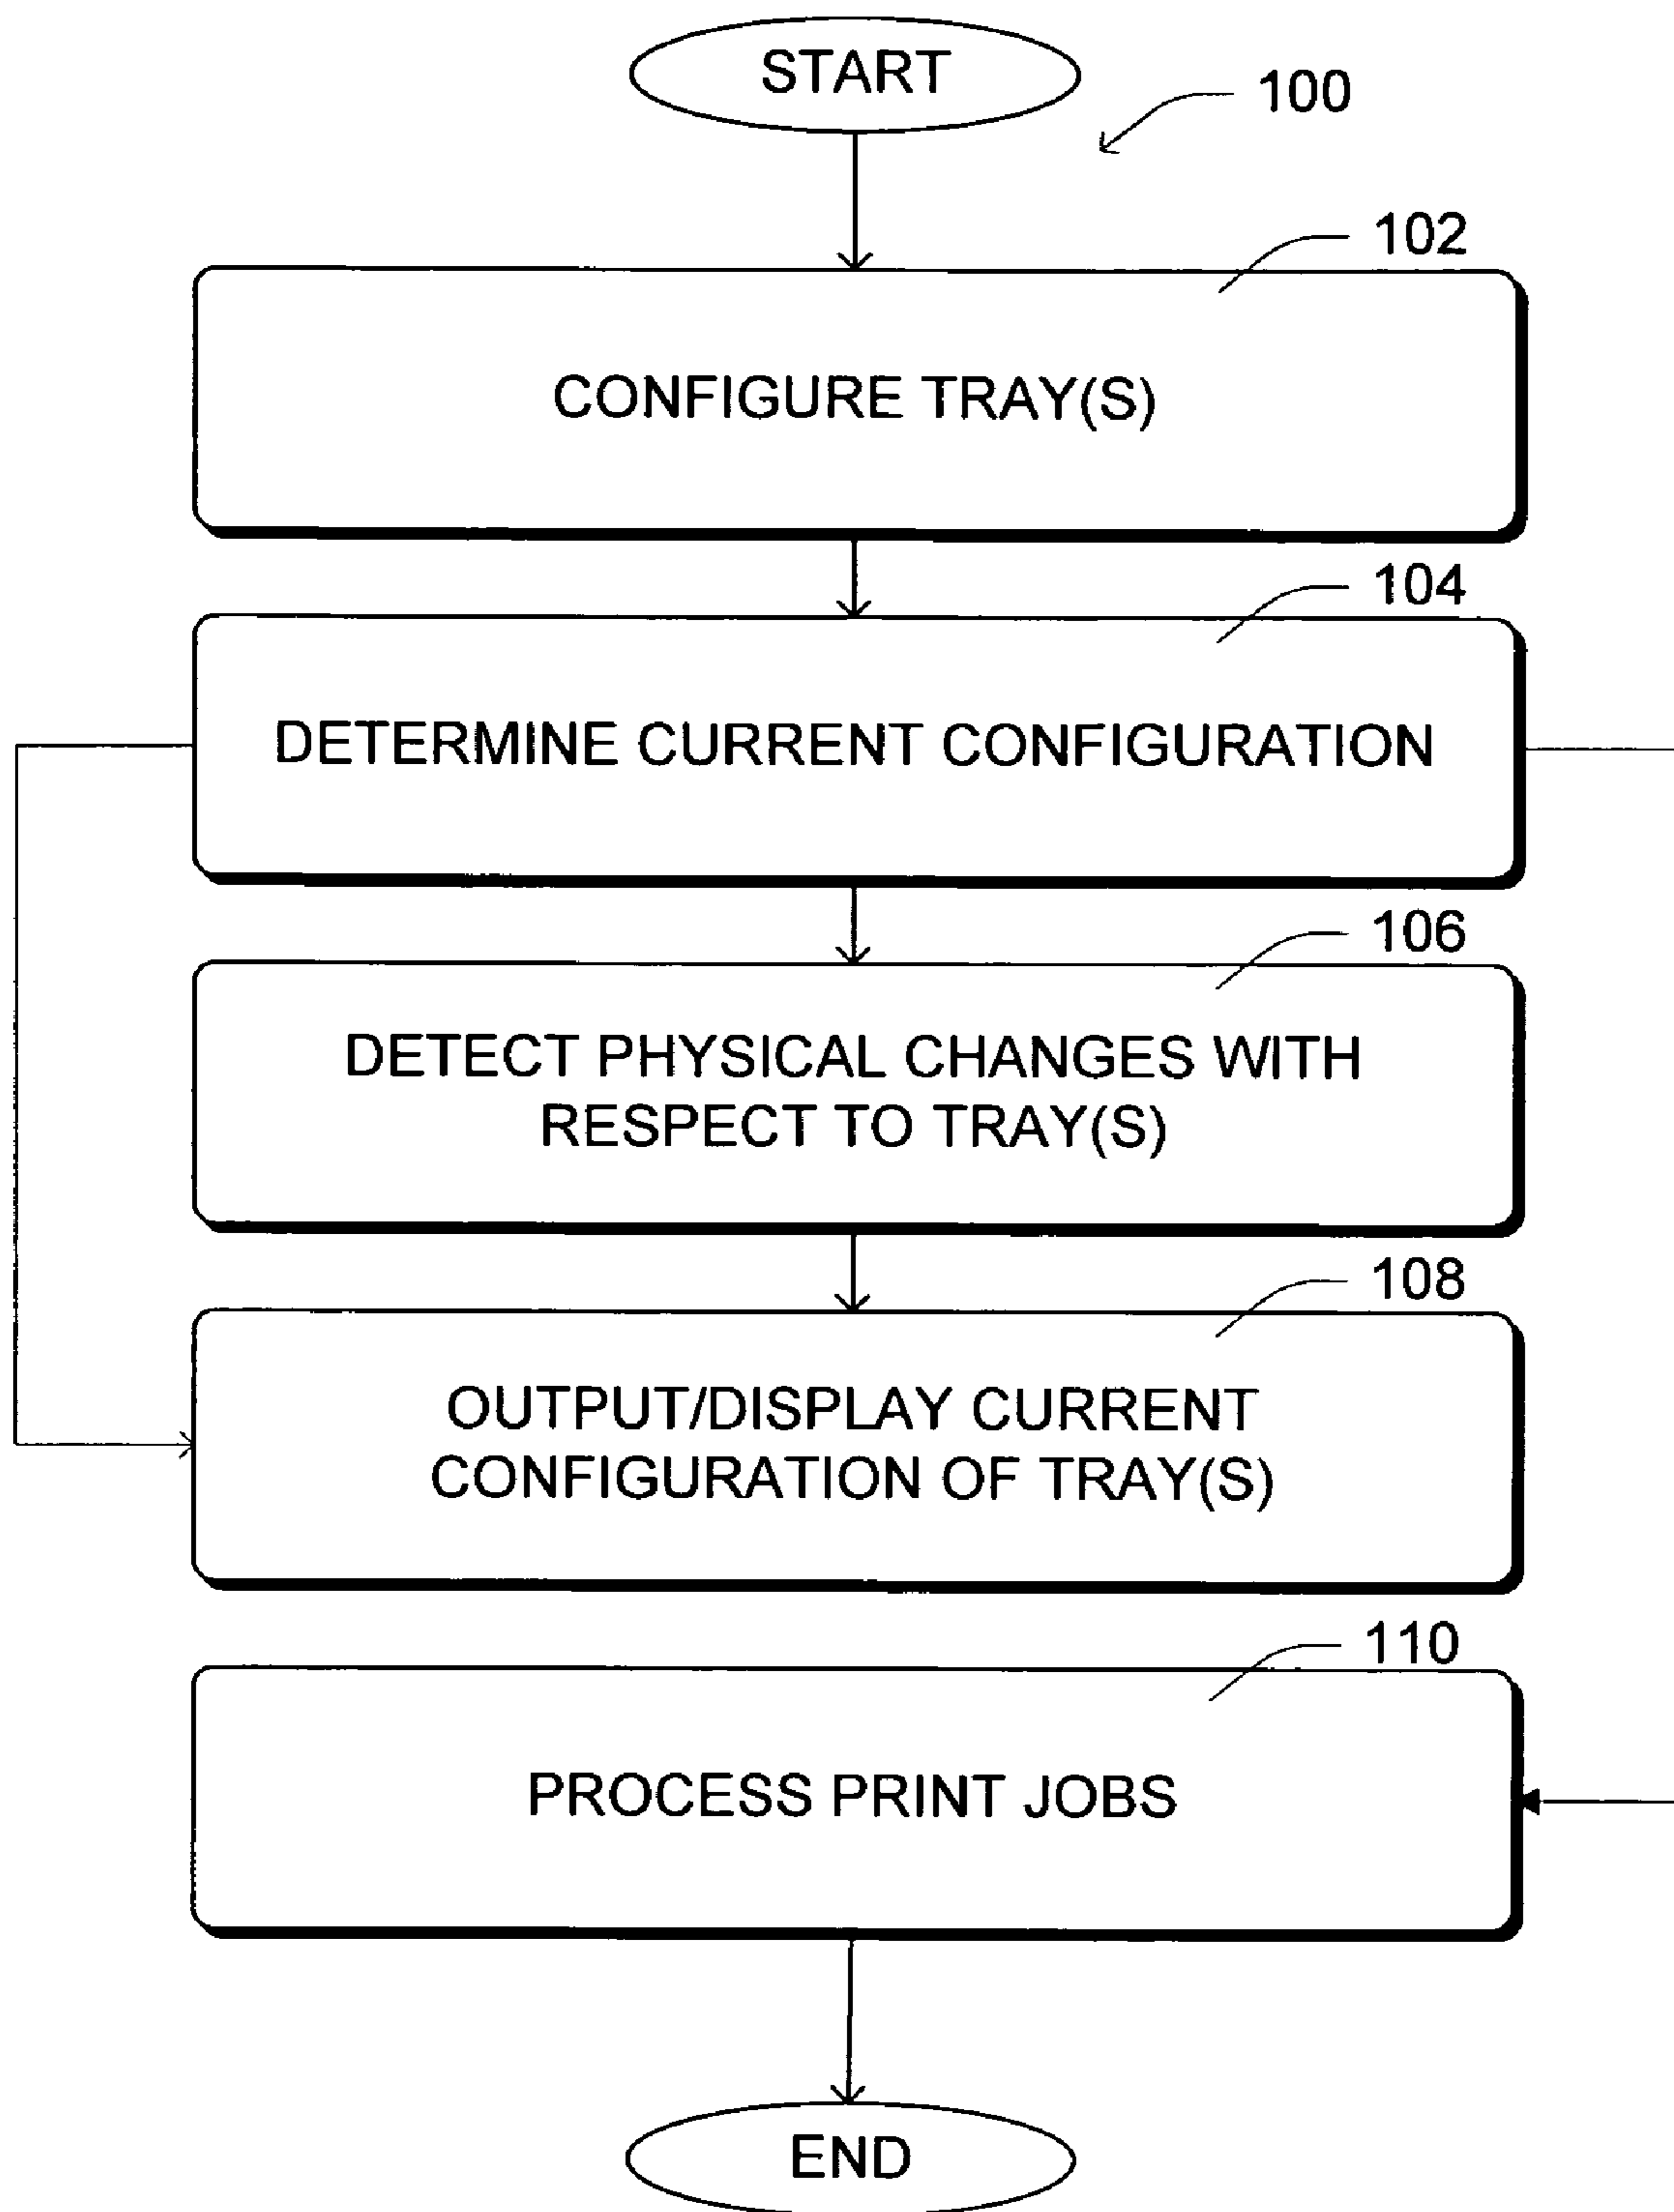 START
100
102
CONFIGURE TRAY(S)
104
DETERMINE CURRENT CONFIGURATION
106
DETECT PHYSICAL CHANGES WITH
RESPECT TO TRAY(S)
108
OUTPUT/DISPLAY CURRENT
CONFIGURATION OF TRAY(S)
110
PROCESS PRINT JOBS
END